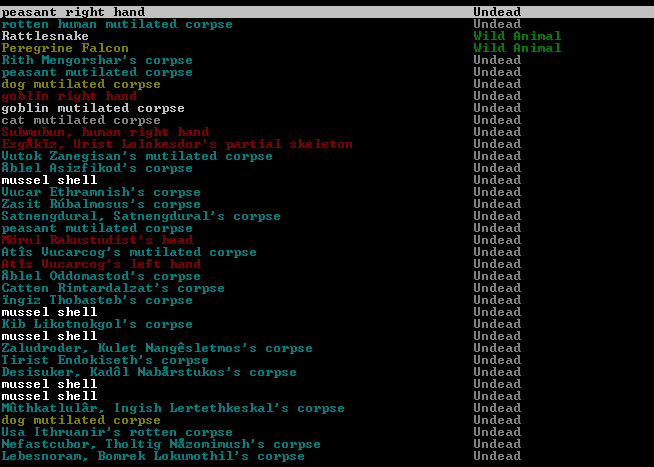 peasant right hand Undead
rotten human mutilated corpse Undead
Rattlesnake Wild Animal
Peregrine Falcon Wild Animal
Rith Mengorshar's corpse Undead
peasant mutilated corpse Undead
dog mutilated corpse Undead
goblin right hand Undead
goblin mutilated corpse Undead
cat mutilated corpse Undead
Submubun, human right hand Undead
Esgåkïz, Urist Lolokesdor's partial skeleton Undead
Vutok Zanegisan's mutilated corpse Undead
Åblel Asizfikod's corpse Undead
mussel shell Undead
Vucar Ethramnish's corpse Undead
Zasit Rúbalmosus's corpse Undead
Satnengdural, Satnengdural's corpse Undead
peasant mutilated corpse Undead
Mörul Rakustudist's head Undead
Atîs Vucarcog's mutilated corpse Undead
Atîs Vucarcog's left hand Undead
Åblel Oddomastod's corpse Undead
Catten Rimtardalzat's corpse Undead
ïngiz Thobasteb's corpse Undead
mussel shell Undead
Kib Likotnokgol's corpse Undead
mussel shell Undead
Zaludroder, Kulet Nangêsletmos's corpse Undead
Tirist Endokiseth's corpse Undead
Desisuker, Kadôl Nabårstukos's corpse Undead
mussel shell Undead
mussel shell Undead
Mûthkatlulâr, Ingish Lertethkeskal's corpse Undead
dog mutilated corpse Undead
Usa Ithruanir's rotten corpse Undead
Nefastcubor, Tholtig Nåzomimush's corpse Undead
Lebesnoram, Bomrek Lokumothil's corpse Undead